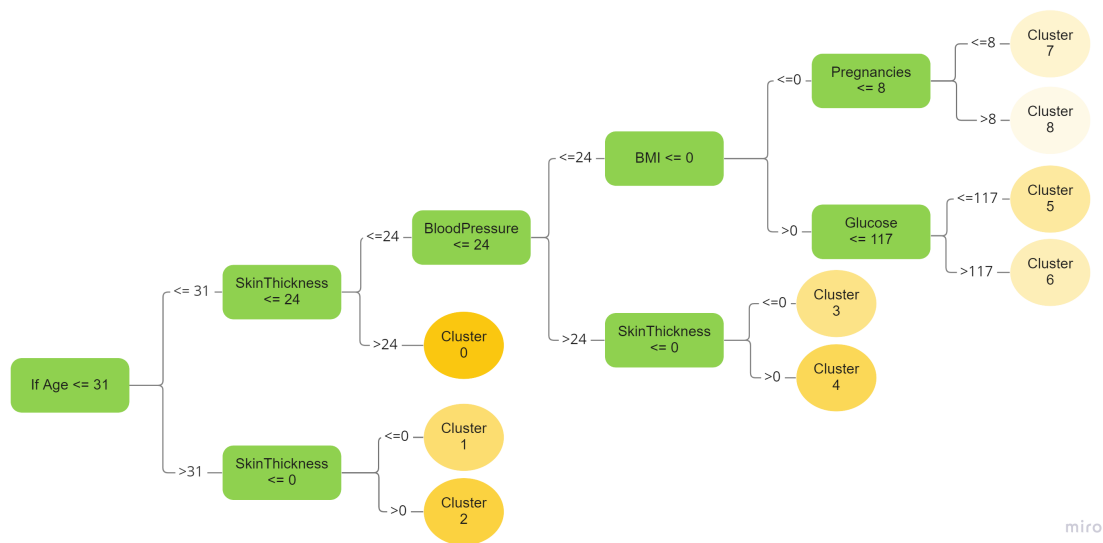 If Age <= 31
<= 31
>31
SkinThickness
<= 24
<=24
>24
SkinThickness
<= 0
<=0
>0
BloodPressure
<= 24
<=24
>24
Cluster
0
Cluster
1
Cluster
2
BMI <= 0
<=0
>0
SkinThickness
<= 0
<=0
>0
Pregnancies
<= 8
<=8
>8
Glucose
<= 117
<=117
>117
Cluster
3
Cluster
4
Cluster
7
Cluster
8
Cluster
5
Cluster
6
miro